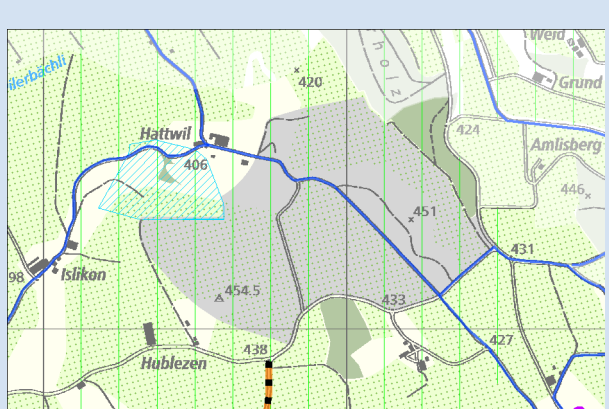 Weid
ilerbächli
holz
Grund
420
Hattwil
424
Amlisberg
406
446
451
431
98
Islikon
454.5
433
427
438
Hublezen